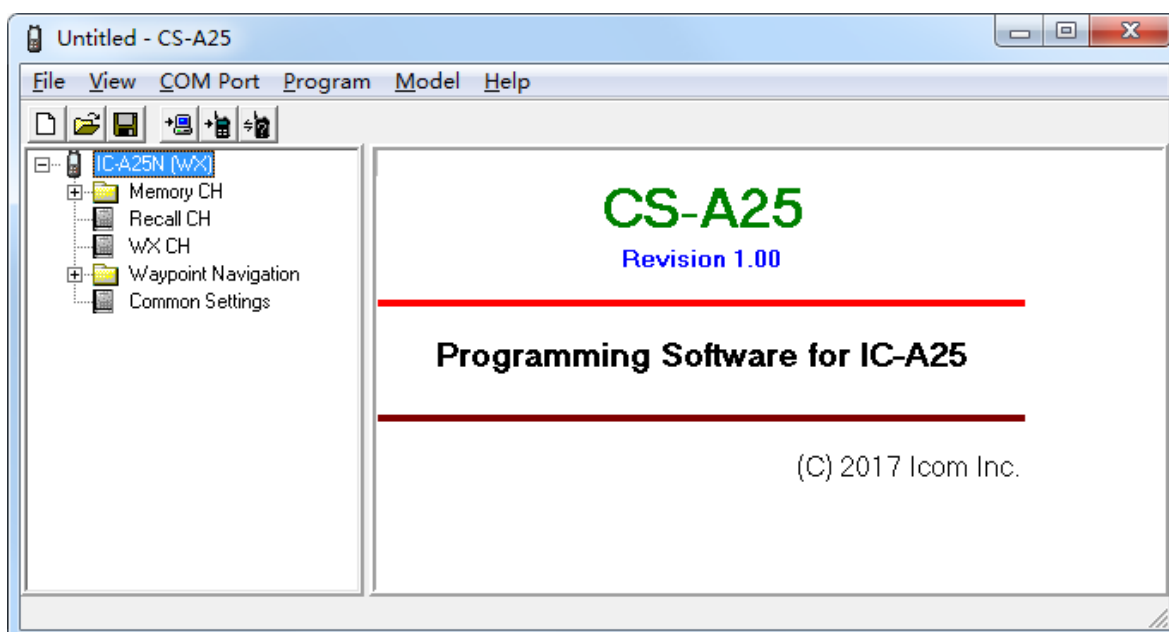 Untitled - CS-A25
File View COM Port Program Model Help
IC-A25N (WX)
Memory CH
Recall CH
WX CH
Waypoint Navigation
Common Settings
CS-A25
Revision 1.00
Programming Software for IC-A25
(C) 2017 Icom Inc.